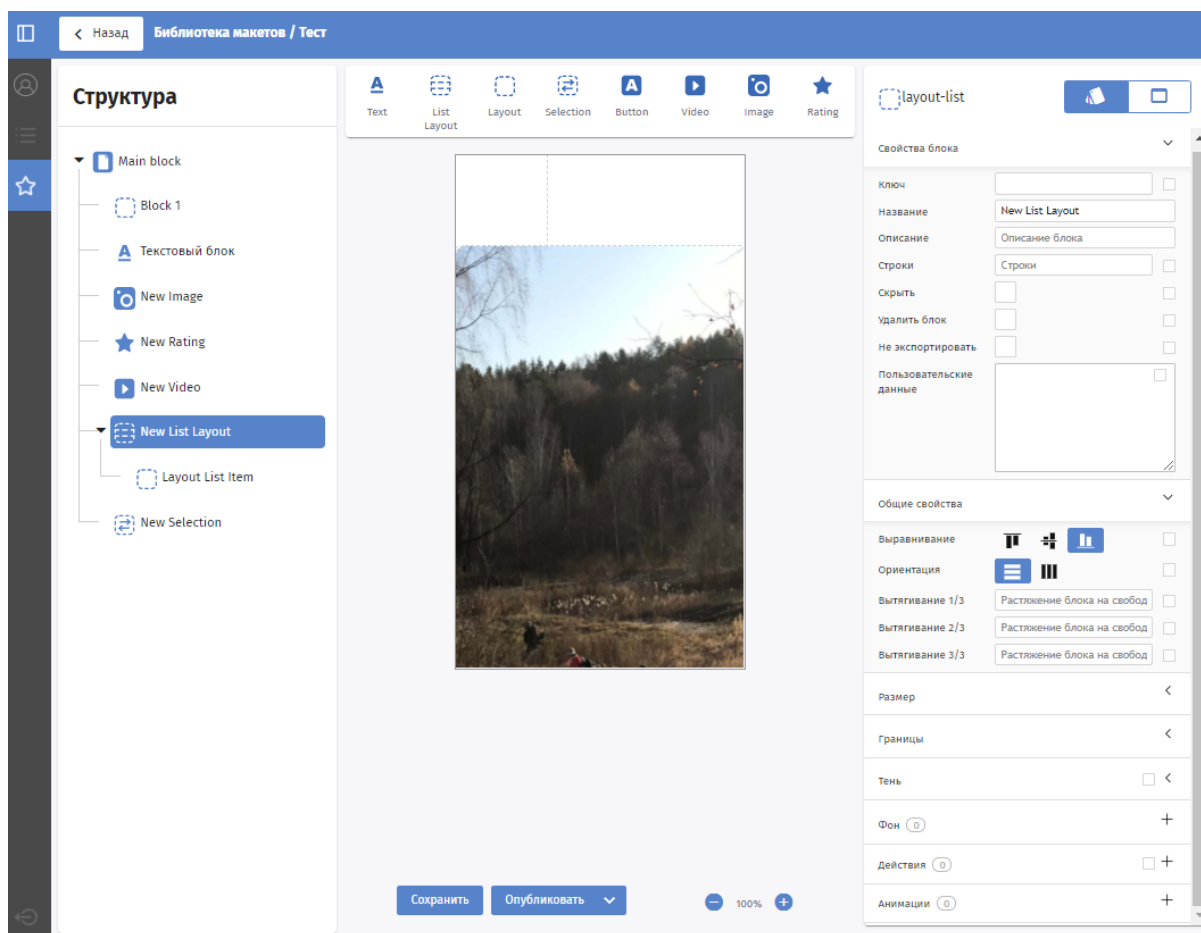 Назад
Библиотека макетов / Тест
Структура
Main block
Block 1
Текстовый блок
New Image
New Rating
New Video
New List Layout
Layout List Item
New Selection
Text
List
Layout
Layout
Selection
Button
Video
Image
Rating
Сохранить
Опубликовать
100%
layout-list
Свойства блока
Ключ
Название
New List Layout
Описание
Описание блока
Строки
Строки
Скрыть
Удалить блок
Не экспортировать
Пользовательские
данные
Общие свойства
Выравнивание
Ориентация
Вытягивание 1/3
Растяжение блока на свобод
Вытягивание 2/3
Растяжение блока на свобод
Вытягивание 3/3
Растяжение блока на свобод
Размер
Границы
Тень
Фон 0
Действия 0
Анимации 0